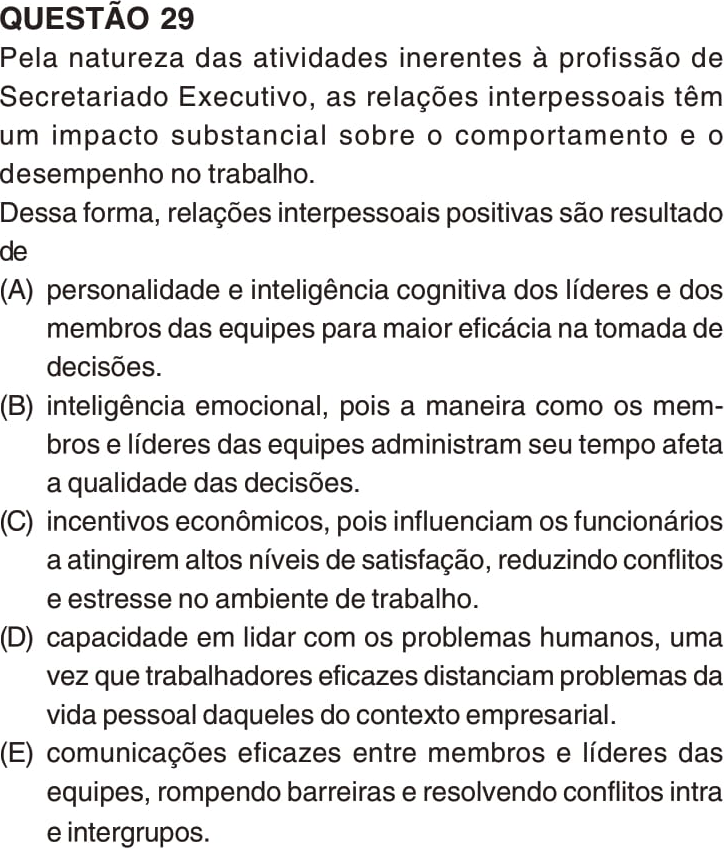 QUESTÃO 29
Pela natureza das atividades inerentes à profissão de
Secretariado Executivo, as relações interpessoais têm
um impacto substancial sobre o comportamento e o
desempenho no trabalho.
Dessa forma, relações interpessoais positivas são resultado
de
(A) personalidade e inteligência cognitiva dos líderes e dos
membros das equipes para maior eficácia na tomada de
decisões.
(B) inteligência emocional, pois a maneira como os mem-
bros e líderes das equipes administram seu tempo afeta
a qualidade das decisões.
(C) incentivos econômicos, pois influenciam os funcionários
a atingirem altos níveis de satisfação, reduzindo conflitos
e estresse no ambiente de trabalho.
(D) capacidade em lidar com os problemas humanos, uma
vez que trabalhadores eficazes distanciam problemas da
vida pessoal daqueles do contexto empresarial.
(E) comunicações eficazes entre membros e líderes das
equipes, rompendo barreiras e resolvendo conflitos intra
e intergrupos.